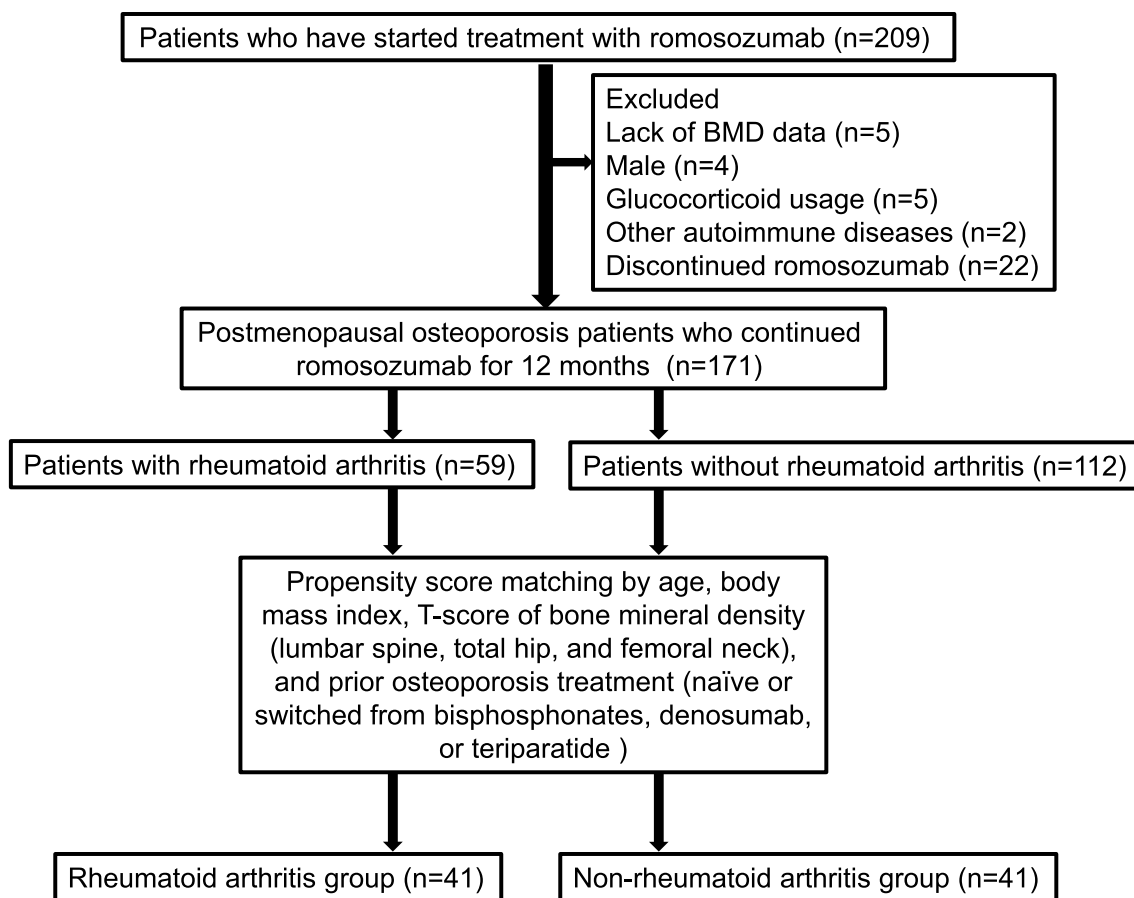 Patients who have started treatment with romosozumab (n=209)
Excluded
Lack of BMD data (n=5)
Male (n=4)
Glucocorticoid usage (n=5)
Other autoimmune diseases (n=2)
Discontinued romosozumab (n=22)
Postmenopausal osteoporosis patients who continued
romosozumab for 12 months (n=171)
Patients with rheumatoid arthritis (n=59)
Patients without rheumatoid arthritis (n=112)
Propensity score matching by age, body
mass index, T-score of bone mineral density
(lumbar spine, total hip, and femoral neck),
and prior osteoporosis treatment (naïve or
switched from bisphosphonates, denosumab,
or teriparatide )
Rheumatoid arthritis group (n=41)
Non-rheumatoid arthritis group (n=41)